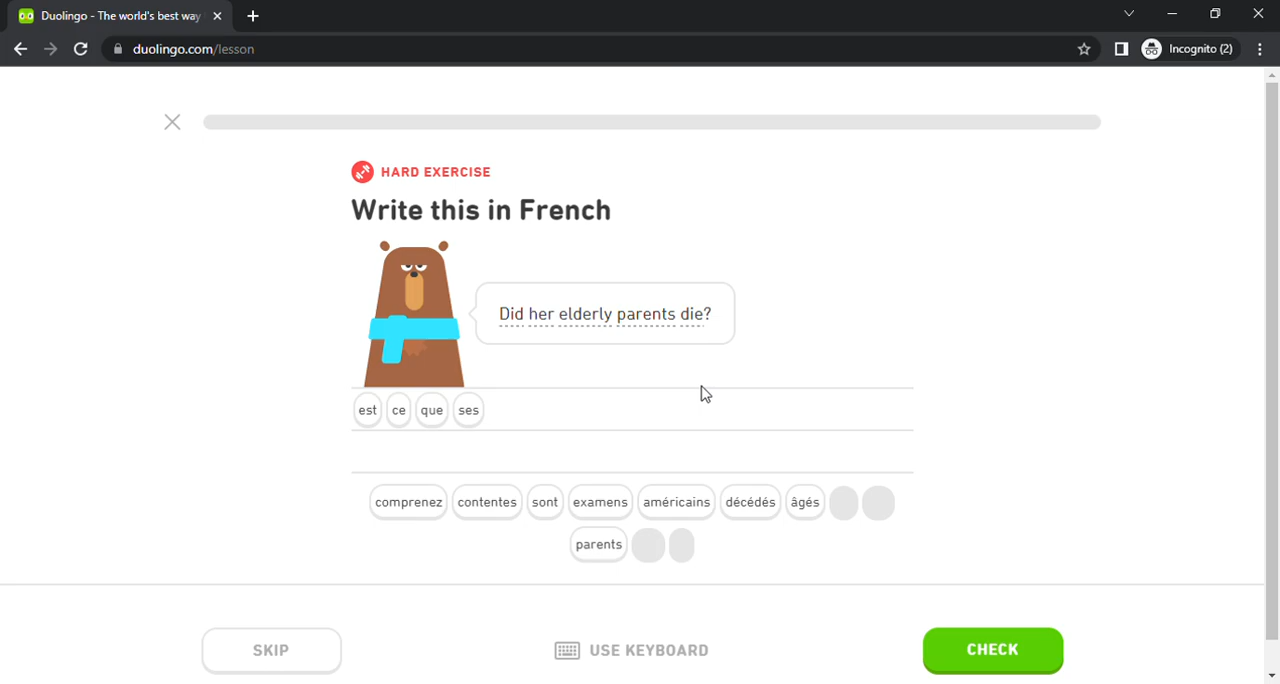 Duolingo - The world's best way
duolingo.com/lesson
Incognito (2)
HARD EXERCISE
Write this in French
Did her elderly parents die?
est ce que ses
comprenez contentes sont examens américains décédés âgés
parents
SKIP USE KEYBOARD CHECK